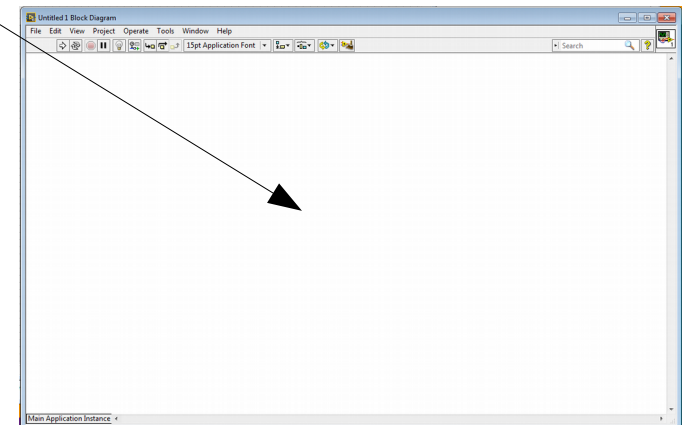 Untitled 1 Block Diagram
File Edit View Project Operate Tools Window Help
15pt Application Font Search ? 1
Main Application Instance